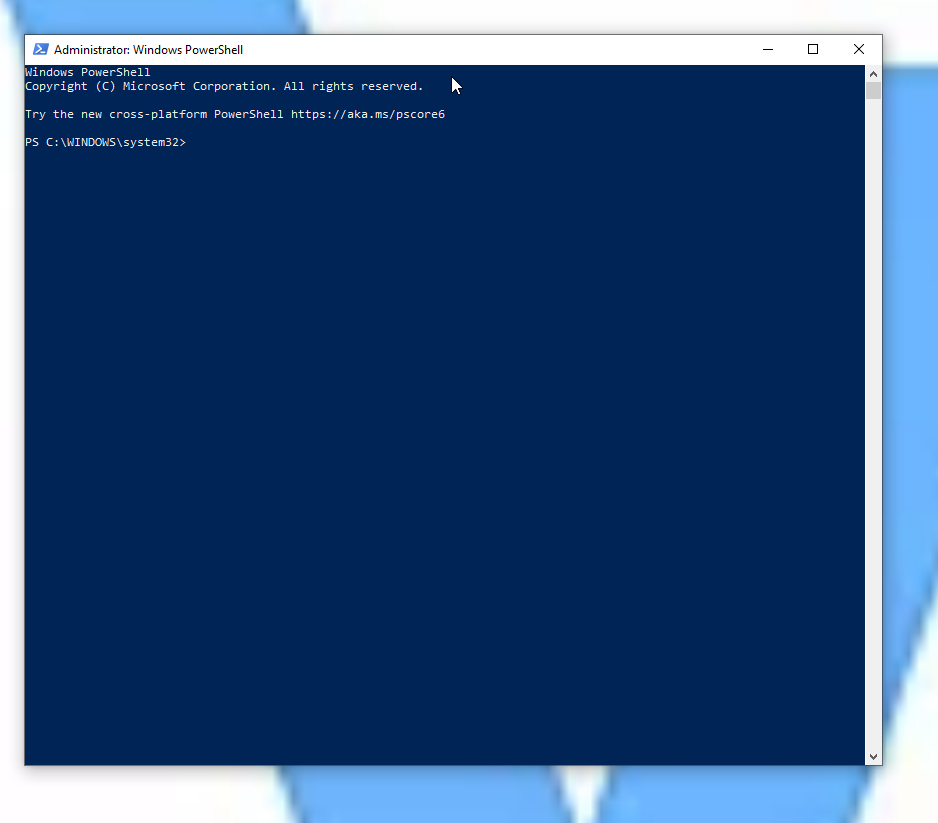 Administrator: Windows PowerShell
Windows PowerShell
Copyright (C) Microsoft Corporation. All rights reserved.
Try the new cross-platform PowerShell https://aka.ms/pscore6
PS C:\WINDOWS\system32>